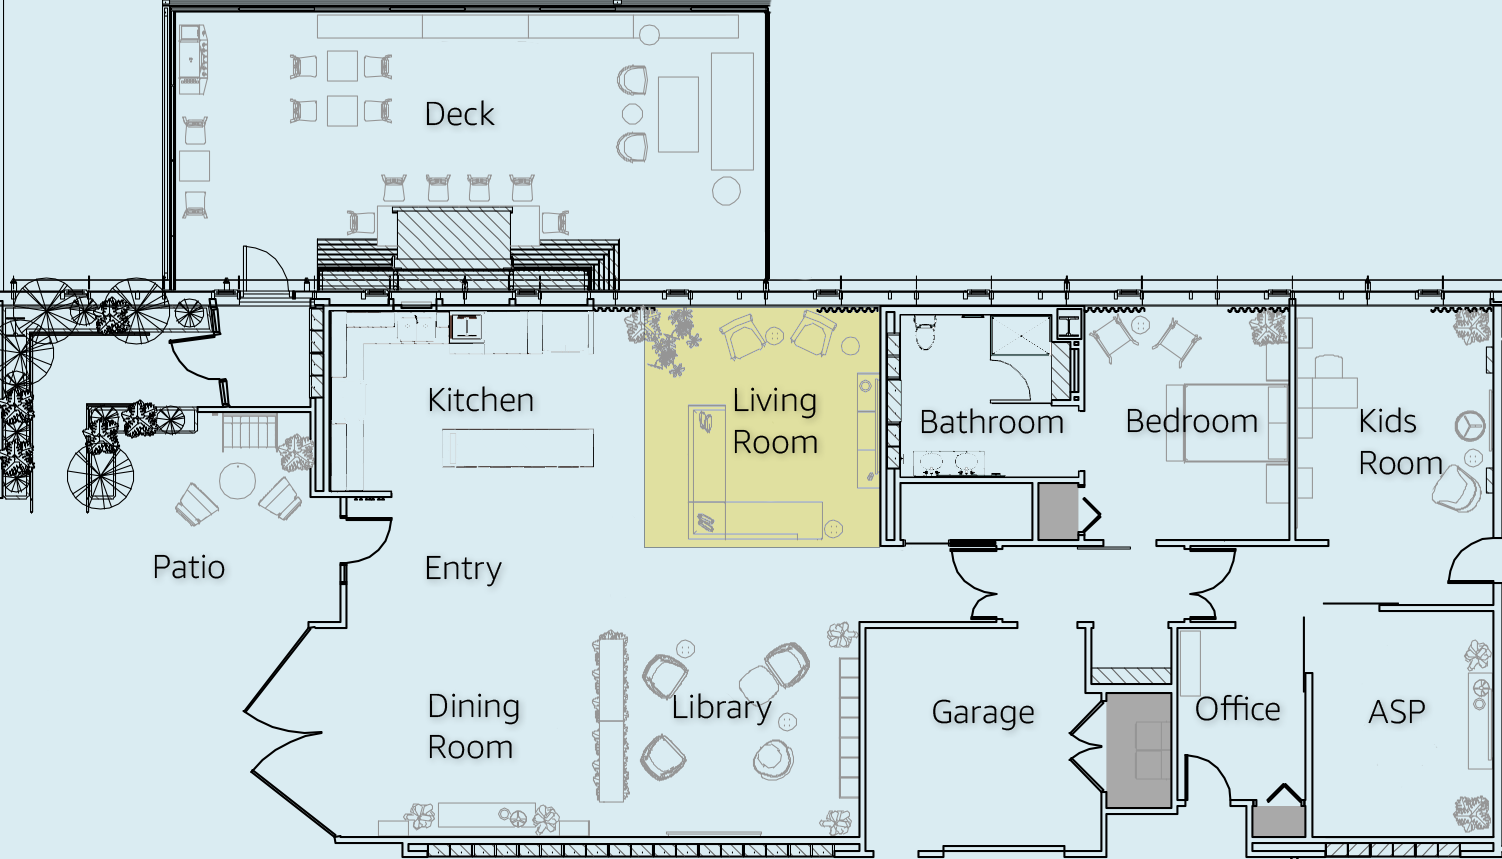 Deck
Kitchen
Living
Room
Bathroom
Bedroom
Kids
Room
Patio
Entry
Dining
Room
Library
Garage
Office
ASP